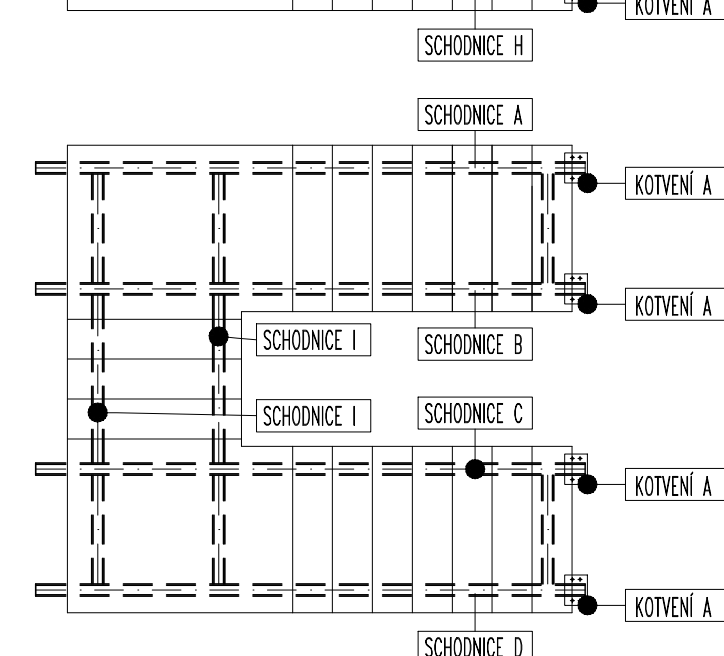 KOTVENÍ A
SCHODNICE H
SCHODNICE A
KOTVENÍ A
KOTVENÍ A
SCHODNICE I
SCHODNICE B
SCHODNICE I
SCHODNICE C
KOTVENÍ A
KOTVENÍ A
SCHODNICE D